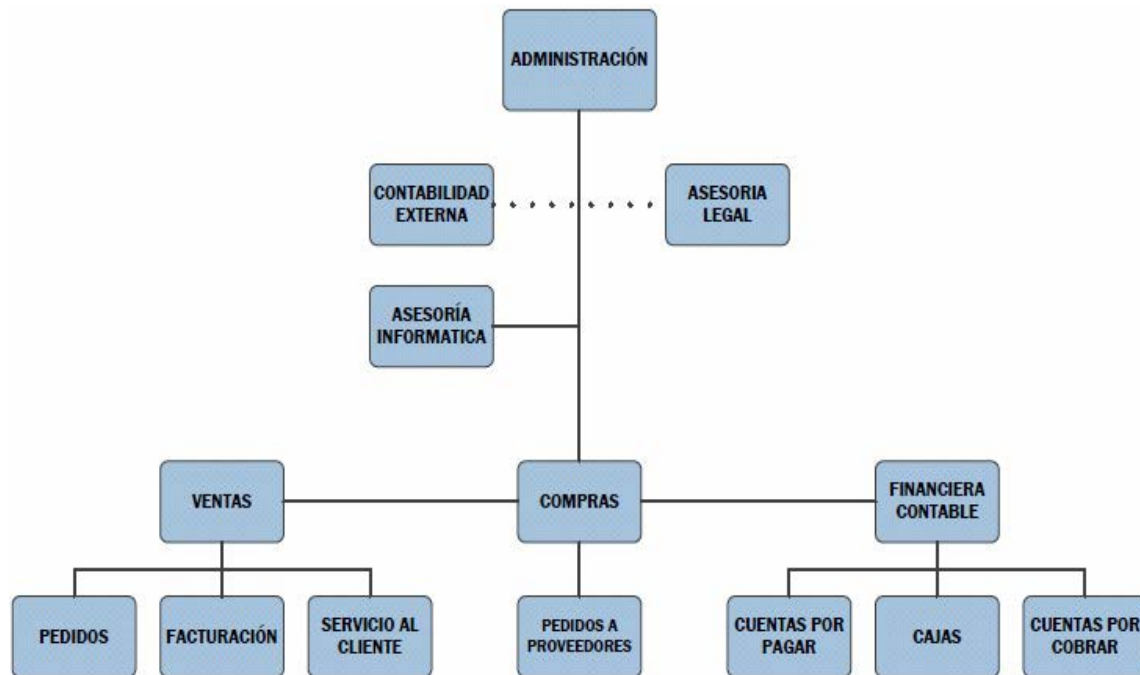 ADMINISTRACIÓN
CONTABILIDAD
EXTERNA
ASESORIA
LEGAL
ASESORÍA
INFORMATICA
VENTAS
COMPRAS
FINANCIERA
CONTABLE
PEDIDOS
FACTURACIÓN
SERVICIO AL
CLIENTE
PEDIDOS A
PROVEEDORES
CUENTAS POR
PAGAR
CAJAS
CUENTAS POR
COBRAR